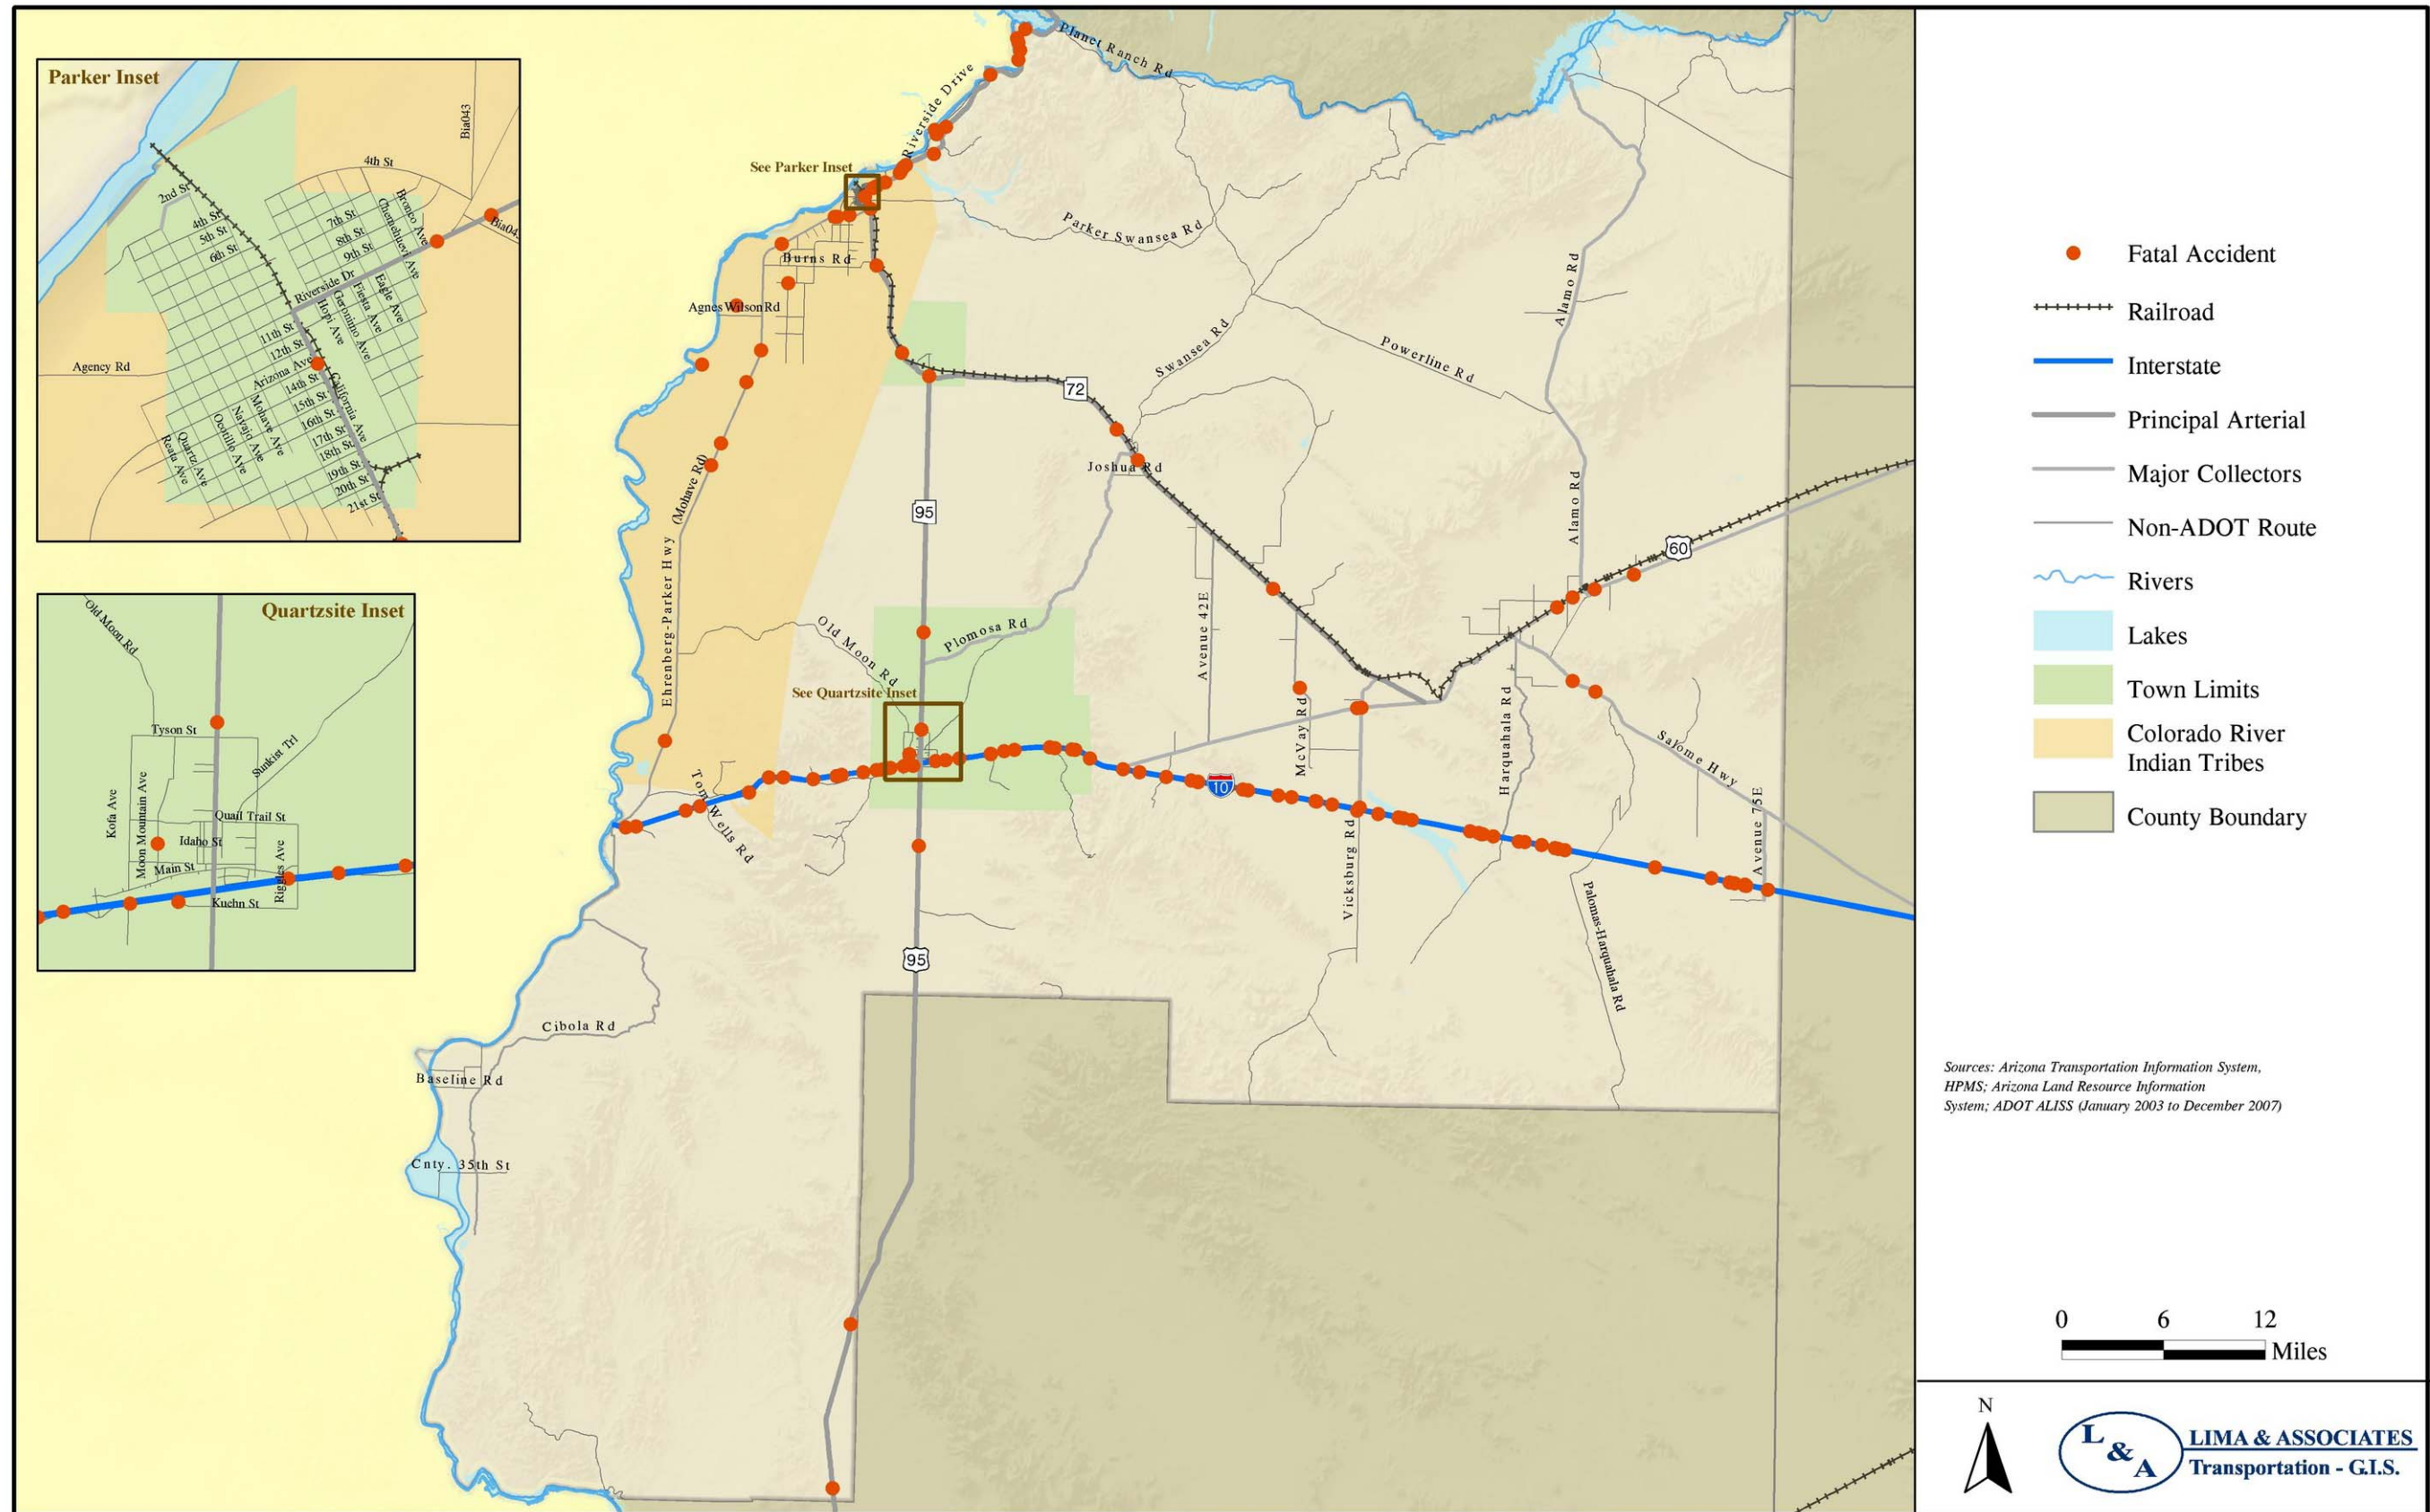 Parker Inset
Bia043
4th St
2nd St
4th St
5th St
6th St
7th St
8th St
9th St
Bronco Ave
Chemehuevi Ave
Bia04
Riverside Dr
Eagle Ave
Fiesta Ave
Geronimo Ave
Hopi Ave
11th St
12th St
Arizona Ave
14th St
15th St
16th St
17th St
18th St
19th St
20th St
21st St
California Ave
Agency Rd
Mohave Ave
Navajo Ave
Ocotillo Ave
Quartz Ave
Reata Ave
Quartzsite Inset
Old Moon Rd
Tyson St
Sunkist Trl
Kofa Ave
Moon Mountain Ave
Quail Trail St
Idaho St
Main St
Riggles Ave
Kuehn St
Planet Ranch Rd
Riverside Drive
See Parker Inset
Parker Swansea Rd
Burns Rd
Agnes Wilson Rd
Alamo Rd
Swansea Rd
Powerline Rd
72
Joshua Rd
(Mohave Rd)
95
Alamo Rd
60
Ehrenberg-Parker Hwy
Old Moon Rd
Plomosa Rd
Avenue 42E
See Quartzsite Inset
McVay Rd
Harquahala Rd
Salome Hwy
Tom Wells Rd
10
Vicksburg Rd
Avenue 75E
Palomas-Harquahala Rd
95
Cibola Rd
Baseline Rd
Cnty. 35th St
Fatal Accident
Railroad
Interstate
Principal Arterial
Major Collectors
Non-ADOT Route
Rivers
Lakes
Town Limits
Colorado River
Indian Tribes
County Boundary
Sources: Arizona Transportation Information System,
HPMS; Arizona Land Resource Information
System; ADOT ALISS (January 2003 to December 2007)
0 6 12
Miles
N
L & A
LIMA & ASSOCIATES
Transportation - G.I.S.